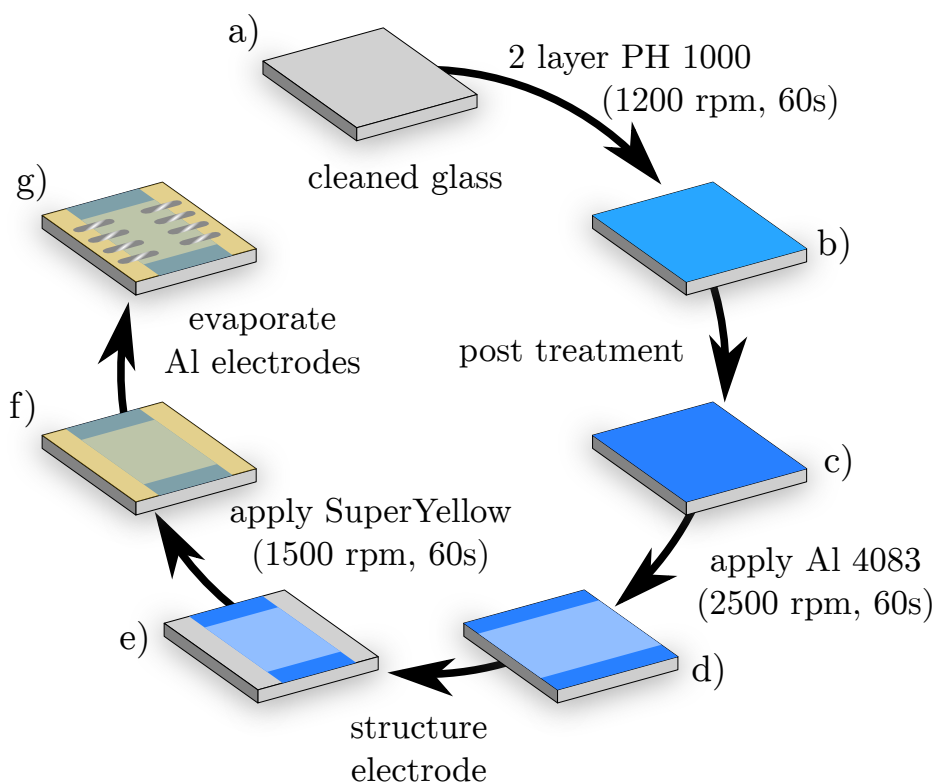 a)
2 layer PH 1000
(1200 rpm, 60s)
cleaned glass
b)
post treatment
c)
apply Al 4083
(2500 rpm, 60s)
d)
structure
electrode
e)
apply SuperYellow
(1500 rpm, 60s)
f)
evaporate
Al electrodes
g)